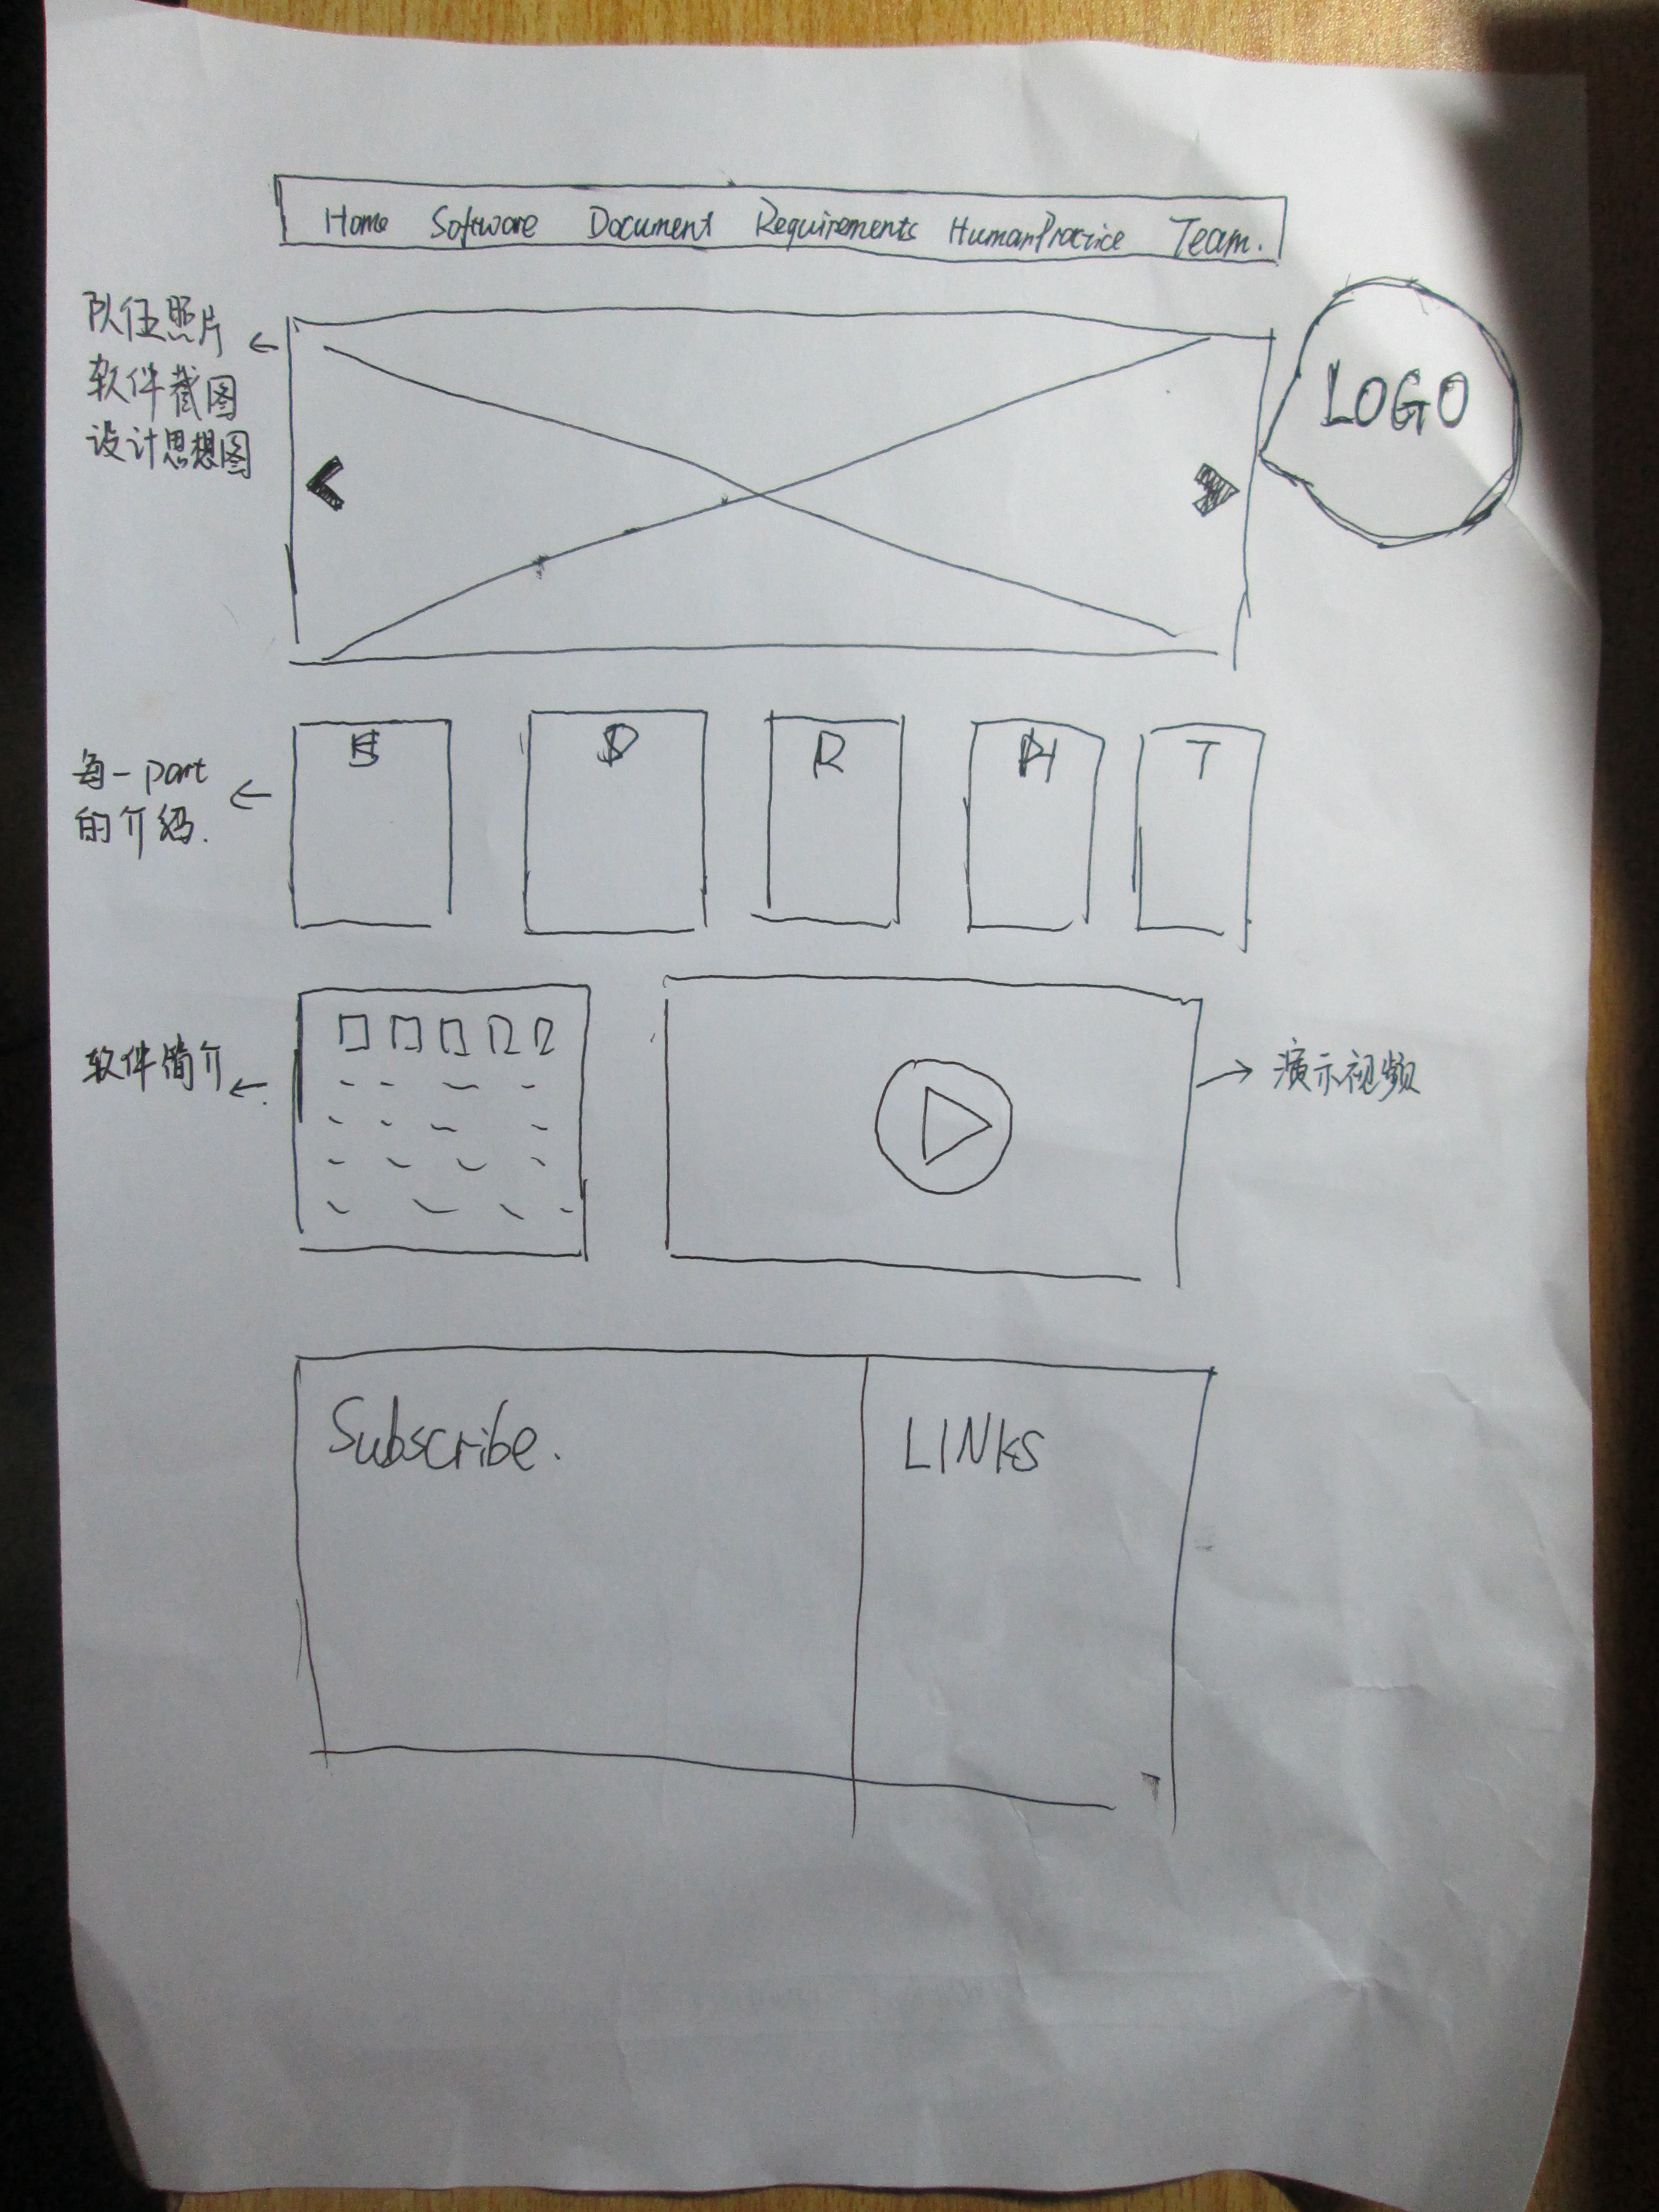 Home Software Document Requirements HumanPractice Team.
队伍照片
软件截图
设计思想图
LOGO
D R H T
每一part
的介绍.
软件简介
演示视频
Subscribe.
LINKS